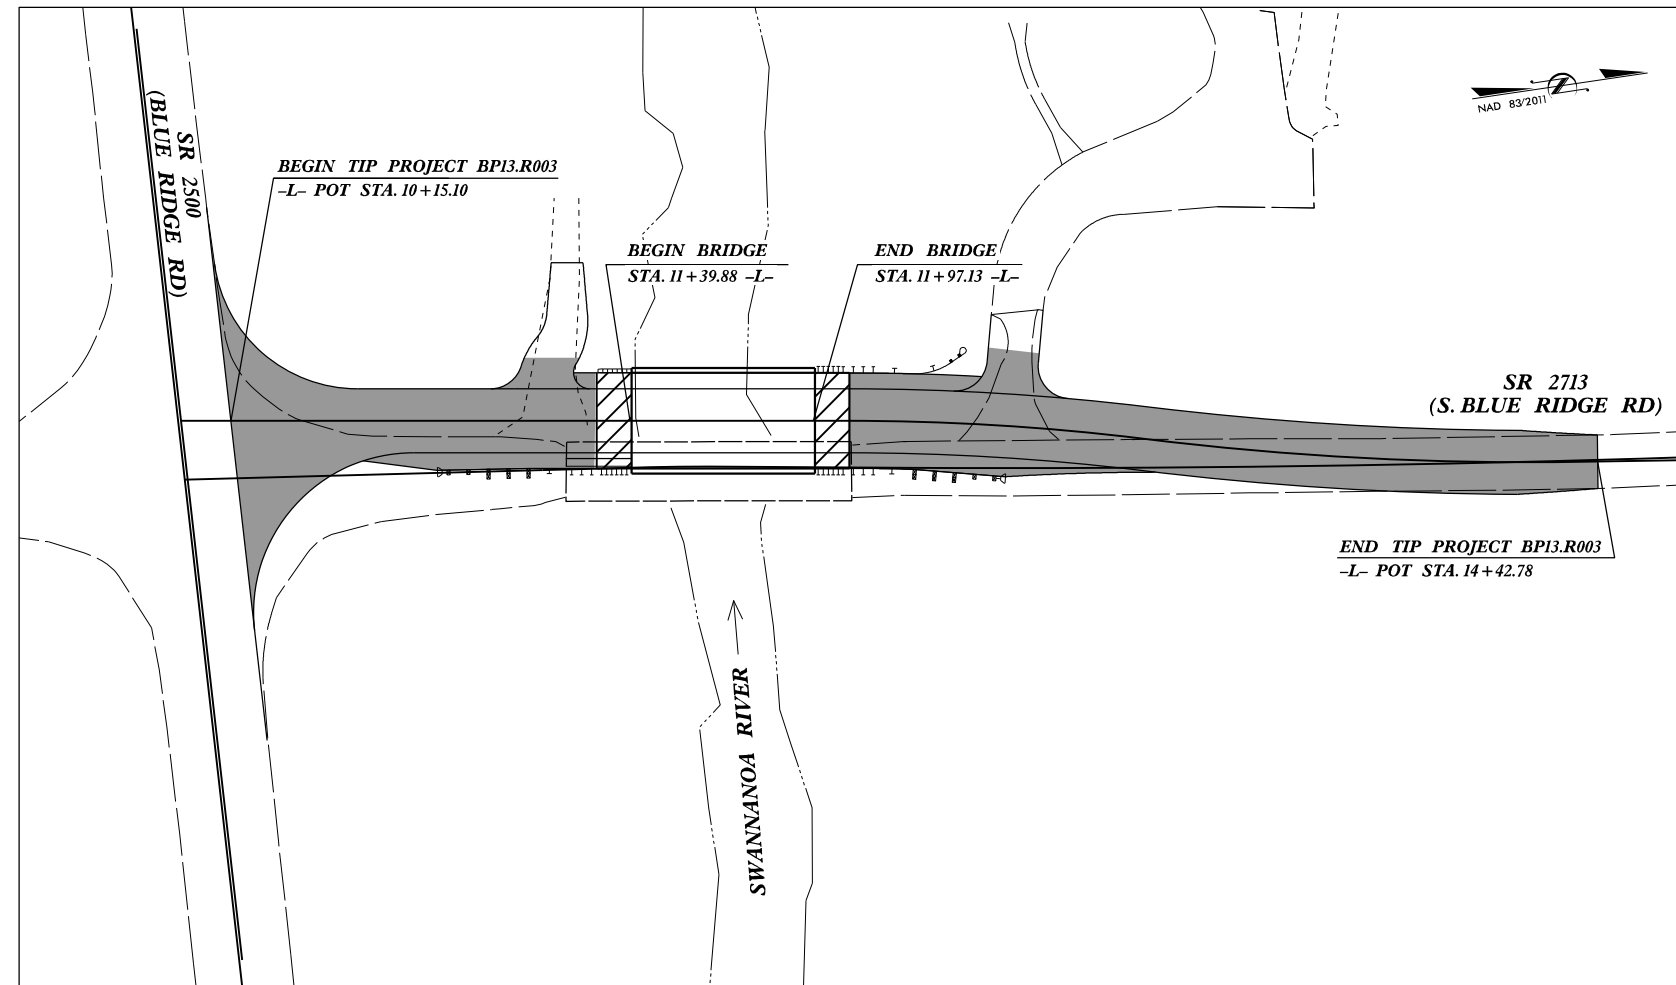 NAD 83/2011
SR 2500
(BLUE RIDGE RD)
BEGIN TIP PROJECT BP13.R003
-L- POT STA. 10+15.10
BEGIN BRIDGE
STA. 11+39.88 -L-
END BRIDGE
STA. 11+97.13 -L-
SR 2713
(S. BLUE RIDGE RD)
END TIP PROJECT BP13.R003
-L- POT STA. 14+42.78
SWANNANOA RIVER